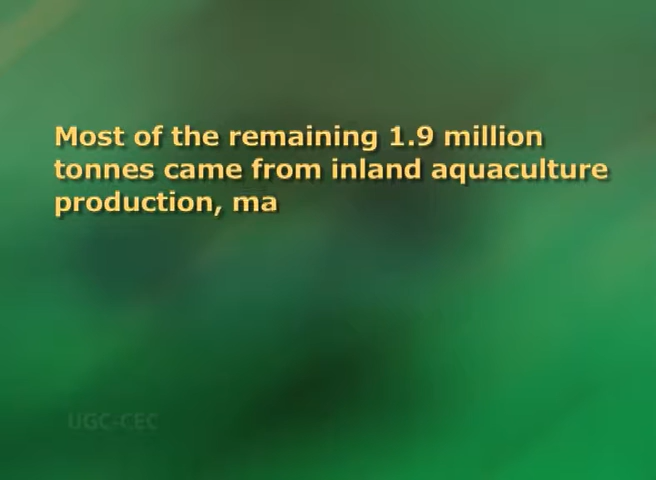 Most of the remaining 1.9 million
tonnes came from inland aquaculture
production, ma
UGC-CEC